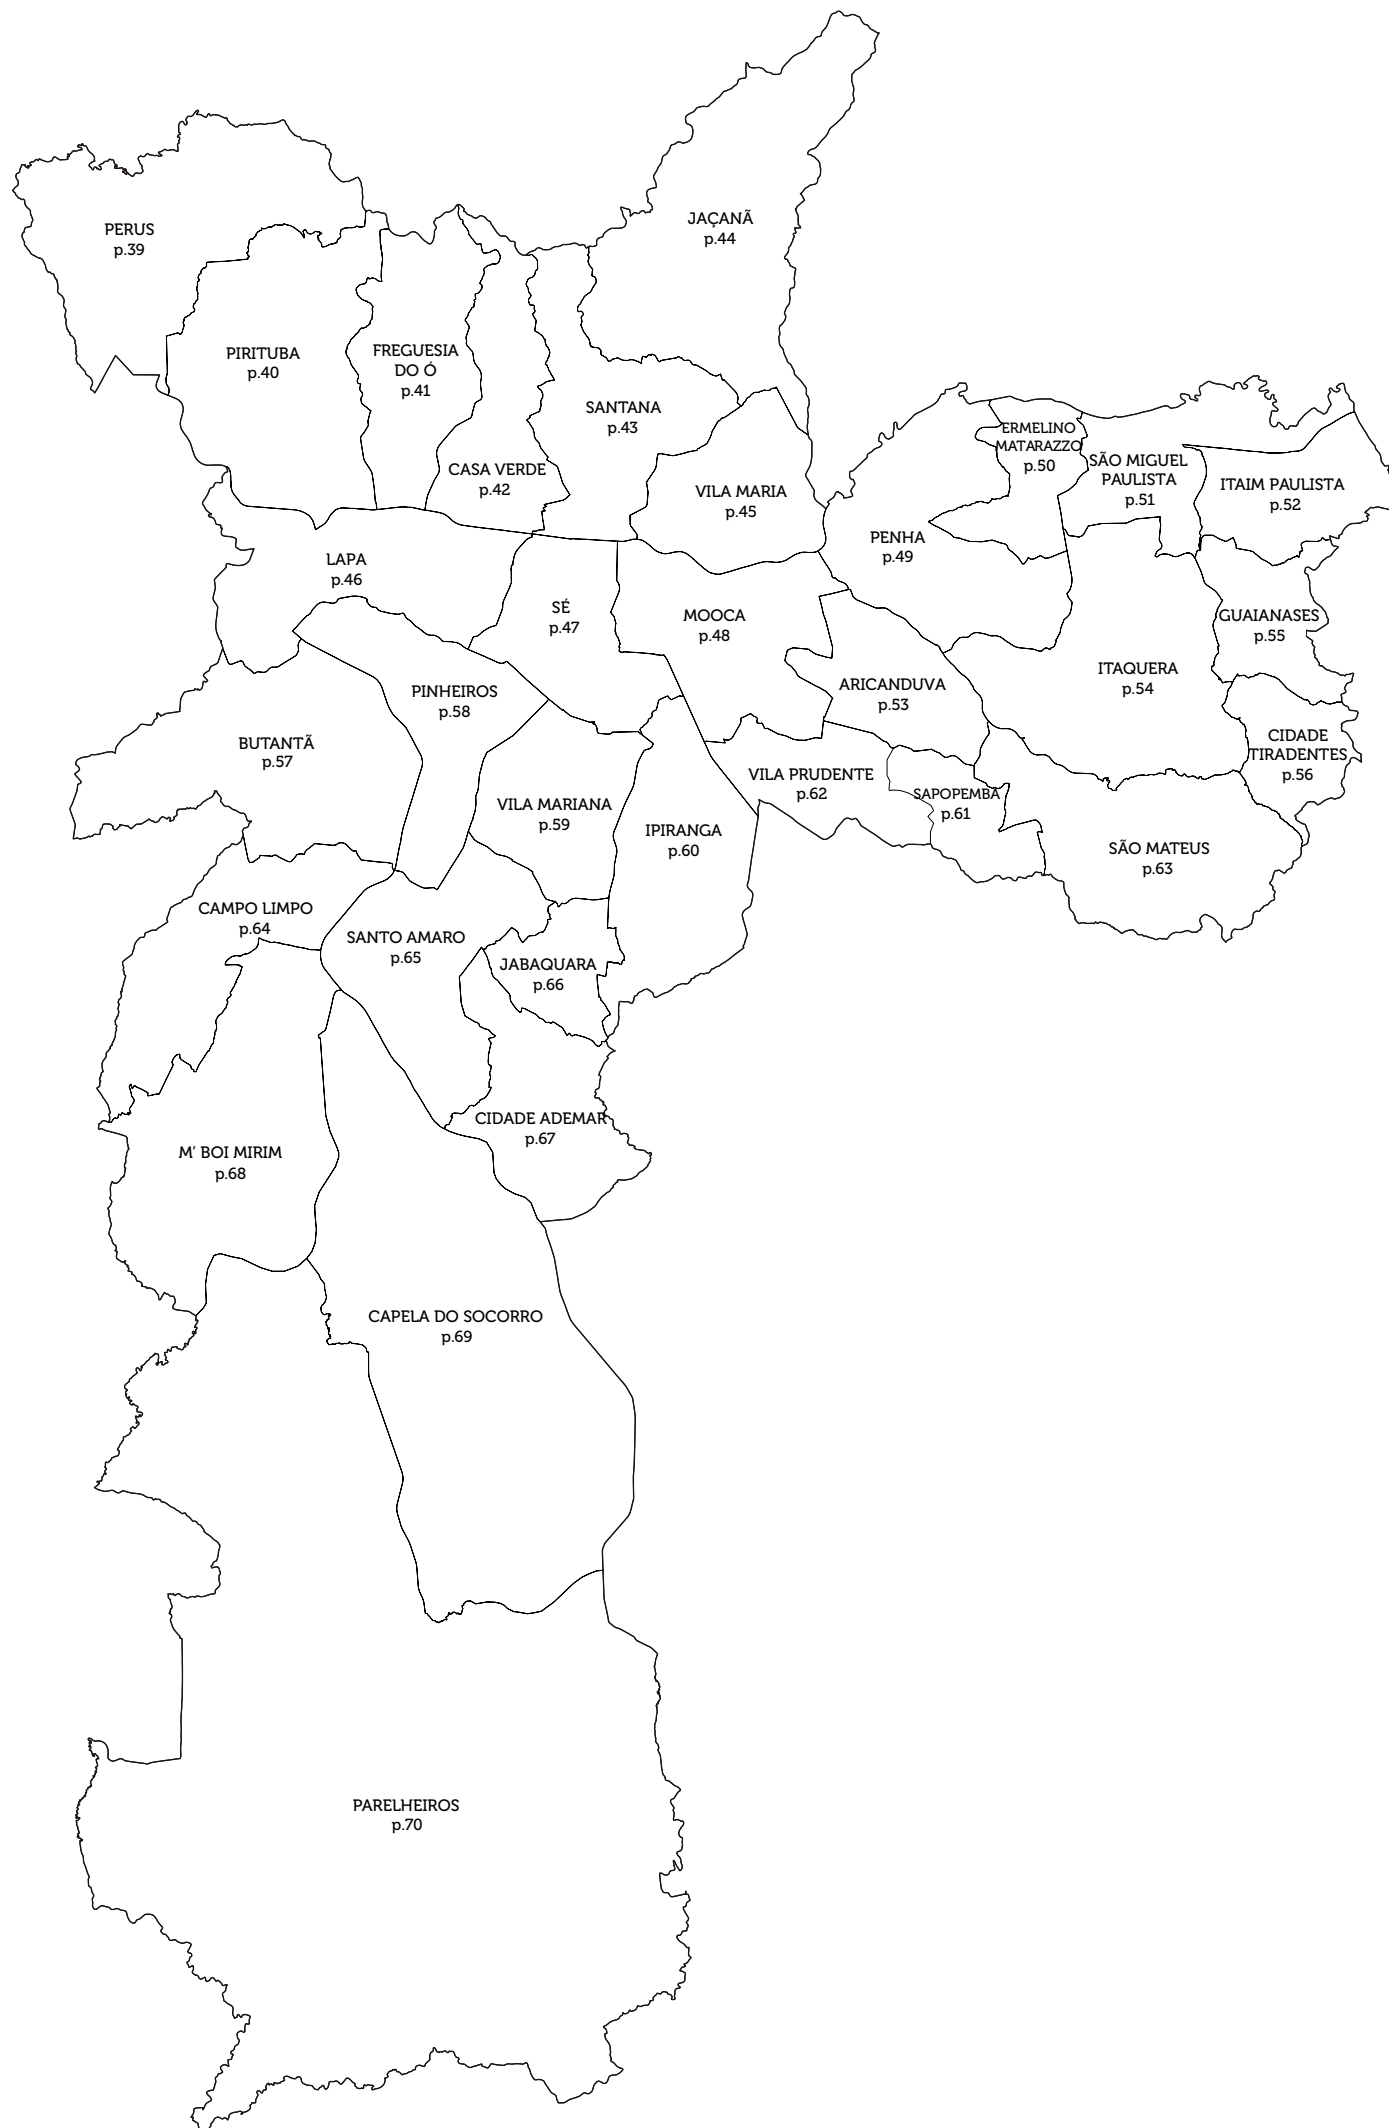 PERUS
p.39
PIRITUBA
p.40
FREGUESIA
DO Ó
p.41
CASA VERDE
p.42
SANTANA
p.43
JAÇANÃ
p.44
VILA MARIA
p.45
LAPA
p.46
SÉ
p.47
MOOCA
p.48
PENHA
p.49
ERMELINO
MATARAZZO
p.50
SÃO MIGUEL
PAULISTA
p.51
ITAIM PAULISTA
p.52
ARICANDUVA
p.53
ITAQUERA
p.54
GUAIANASES
p.55
CIDADE
TIRADENTES
p.56
BUTANTÃ
p.57
PINHEIROS
p.58
VILA MARIANA
p.59
IPIRANGA
p.60
SAPOPEMBA
p.61
VILA PRUDENTE
p.62
SÃO MATEUS
p.63
CAMPO LIMPO
p.64
SANTO AMARO
p.65
JABAQUARA
p.66
CIDADE ADEMAR
p.67
M' BOI MIRIM
p.68
CAPELA DO SOCORRO
p.69
PARELHEIROS
p.70